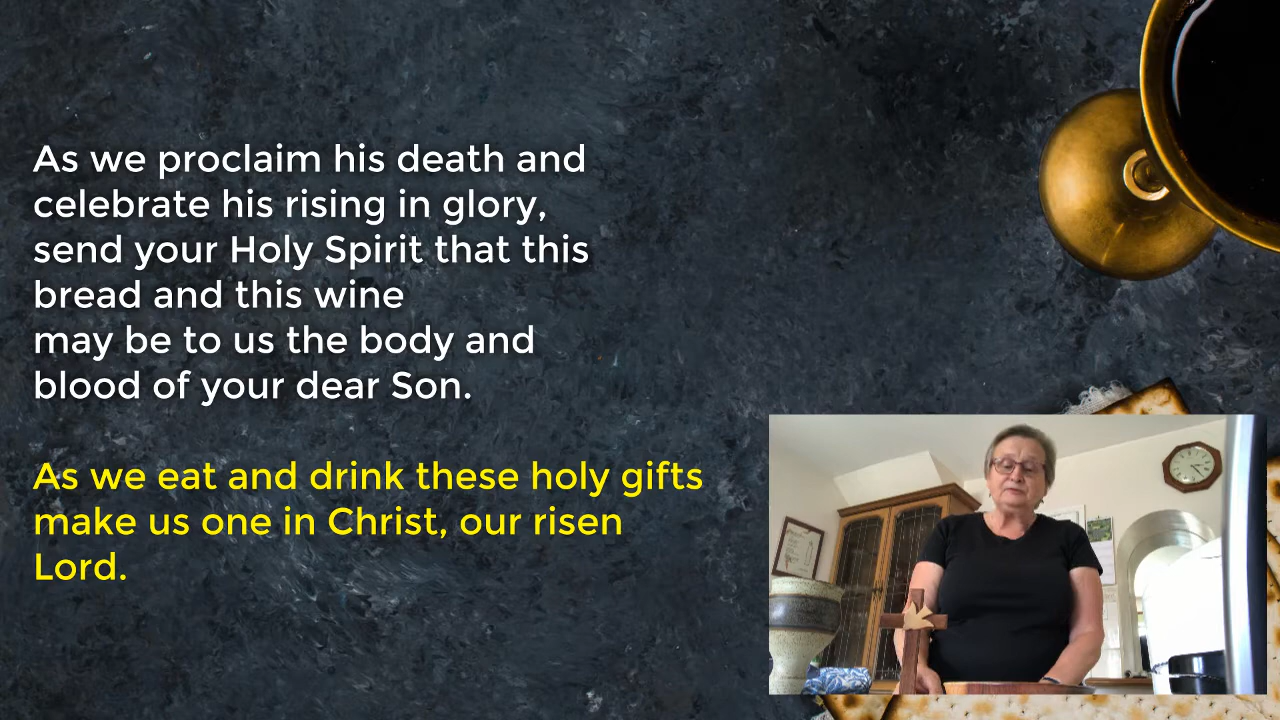 As we proclaim his death and
celebrate his rising in glory,
send your Holy Spirit that this
bread and this wine
may be to us the body and
blood of your dear Son.
As we eat and drink these holy gifts
make us one in Christ, our risen
Lord.